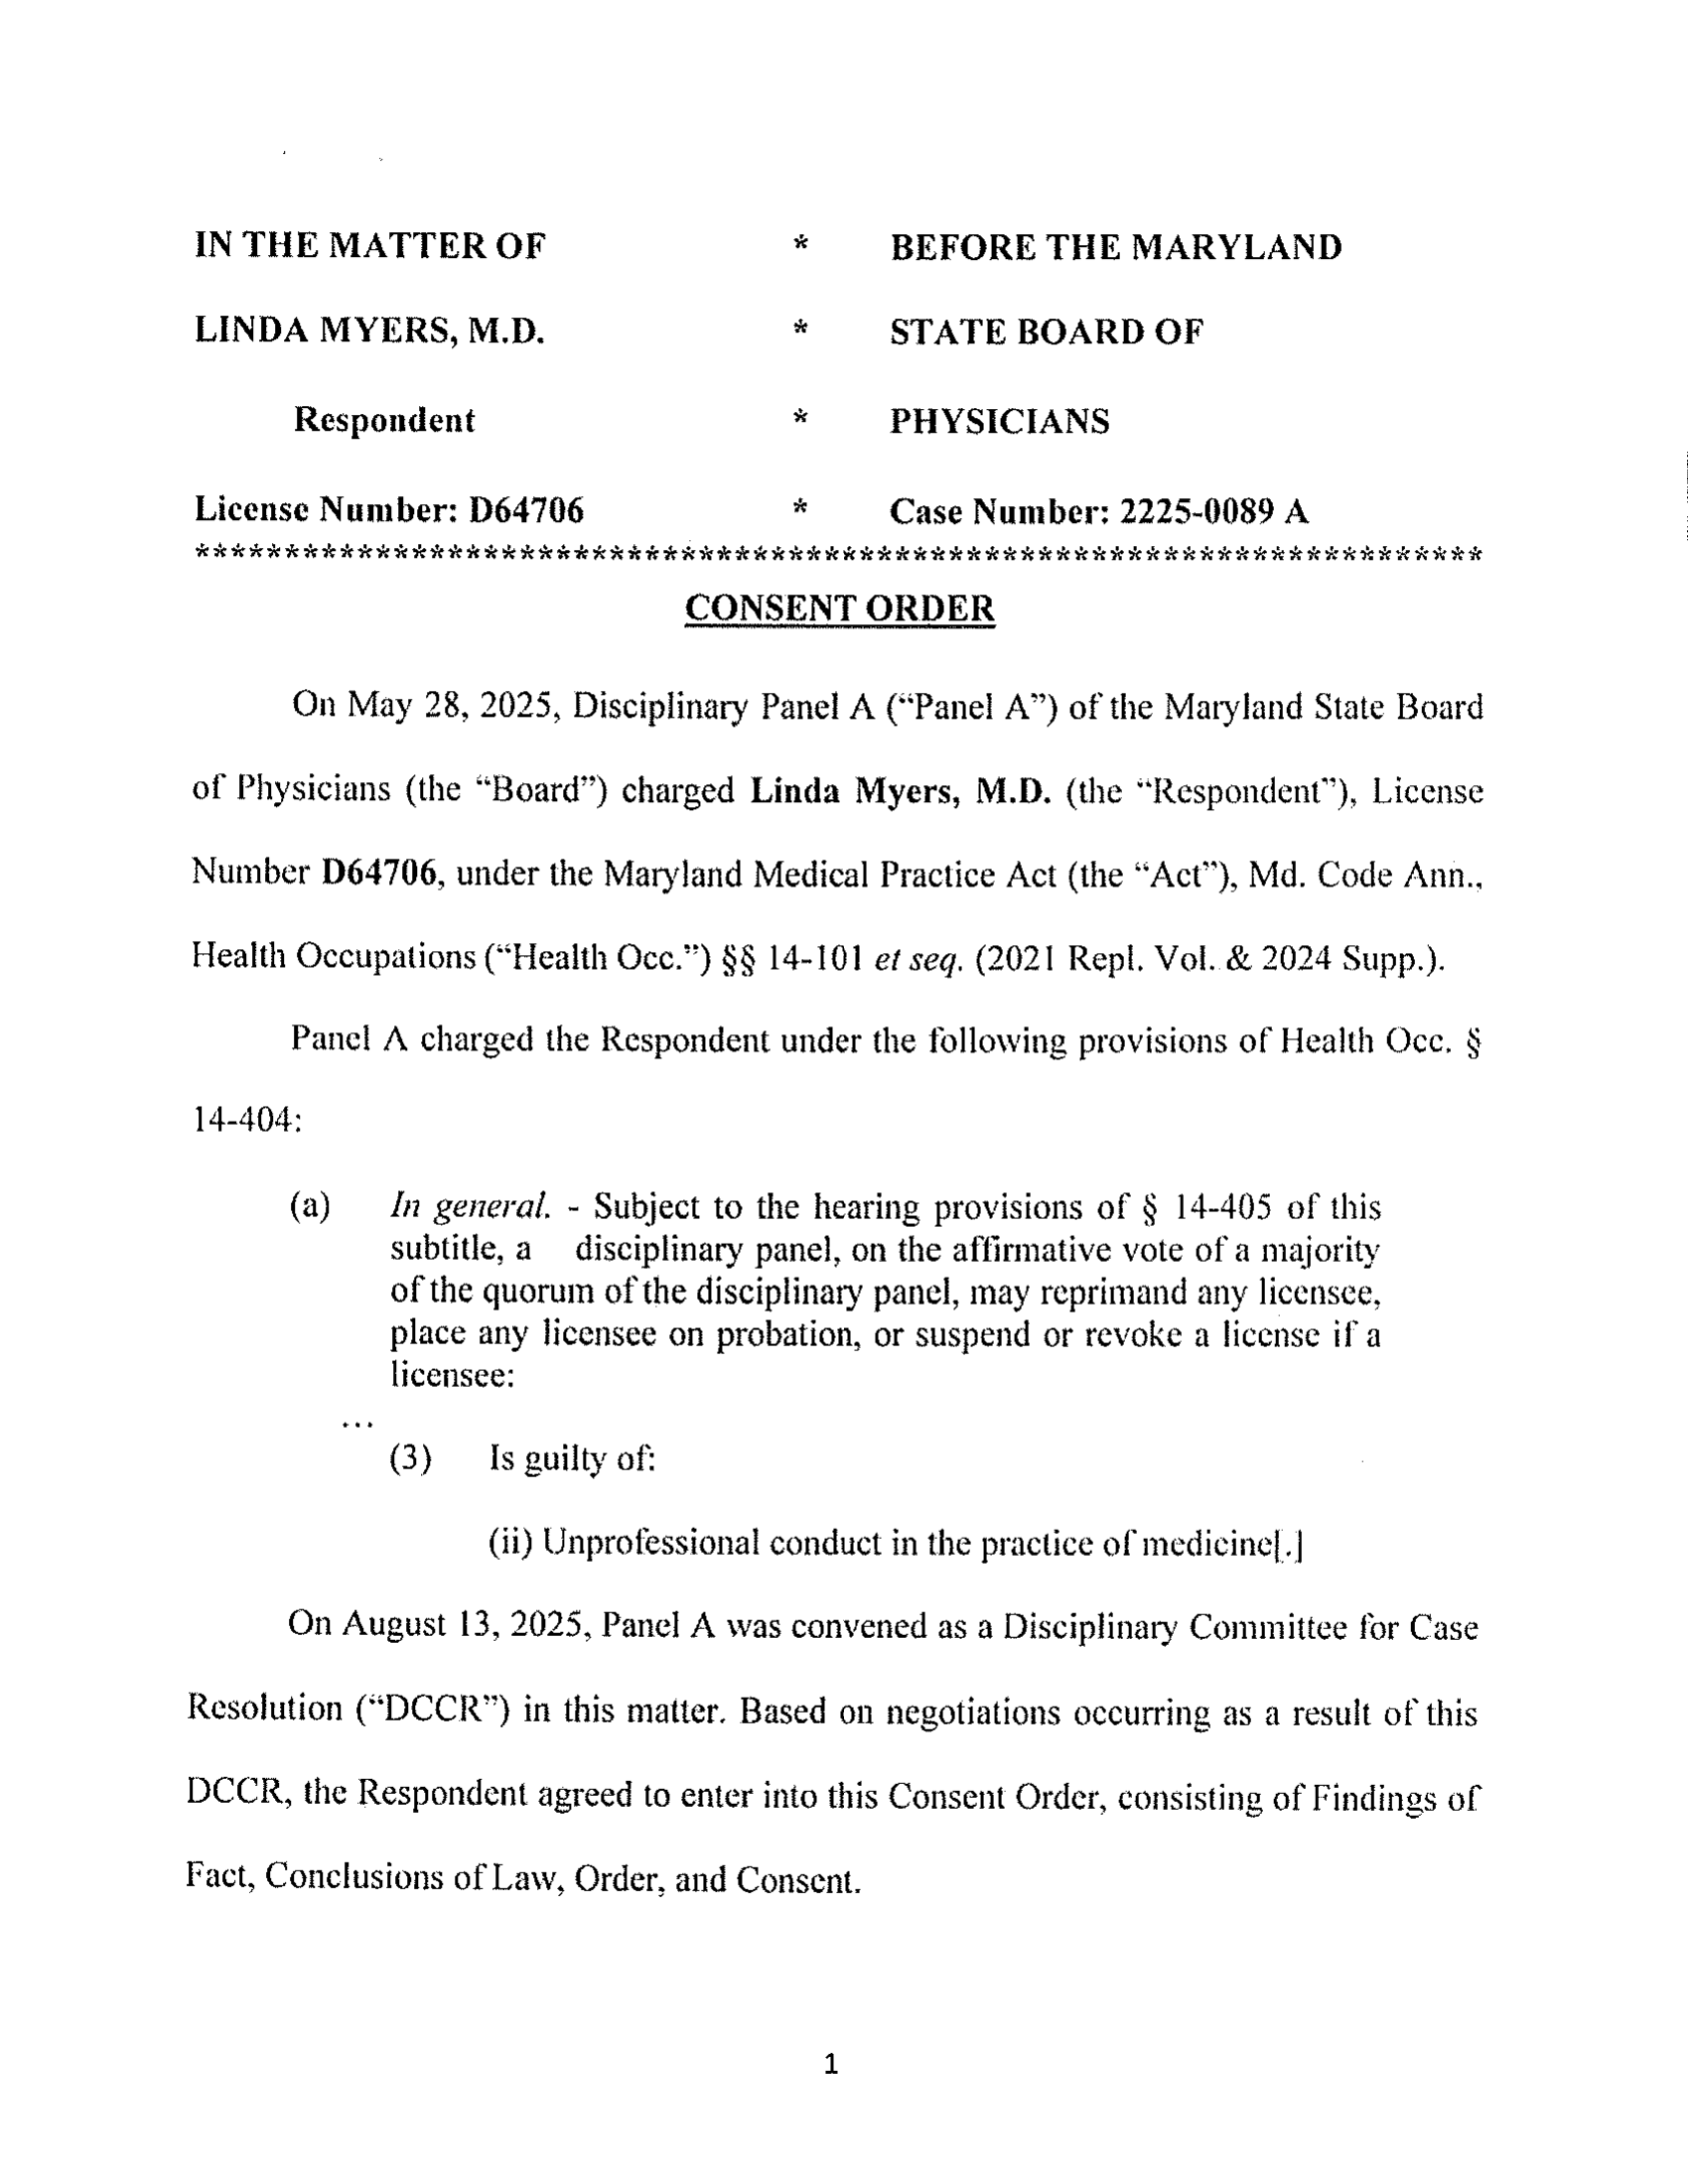 IN THE MATTER OF * BEFORE THE MARYLAND
LINDA MYERS, M.D. * STATE BOARD OF
Respondent * PHYSICIANS
License Number: D64706 * Case Number: 2225-0089 A
************************************************************************
CONSENT ORDER
On May 28, 2025, Disciplinary Panel A (“Panel A”) of the Maryland State Board
of Physicians (the “Board”) charged Linda Myers, M.D. (the “Respondent”), License
Number D64706, under the Maryland Medical Practice Act (the “Act”), Md. Code Ann.,
Health Occupations (“Health Occ.”) §§ 14-101 et seq. (2021 Repl. Vol. & 2024 Supp.).
Panel A charged the Respondent under the following provisions of Health Occ. §
14-404:
(a) In general. - Subject to the hearing provisions of § 14-405 of this
subtitle, a disciplinary panel, on the affirmative vote of a majority
of the quorum of the disciplinary panel, may reprimand any licensee,
place any licensee on probation, or suspend or revoke a license if a
licensee:
...
(3) Is guilty of:
(ii) Unprofessional conduct in the practice of medicine[.]
On August 13, 2025, Panel A was convened as a Disciplinary Committee for Case
Resolution (“DCCR”) in this matter. Based on negotiations occurring as a result of this
DCCR, the Respondent agreed to enter into this Consent Order, consisting of Findings of
Fact, Conclusions of Law, Order, and Consent.
1